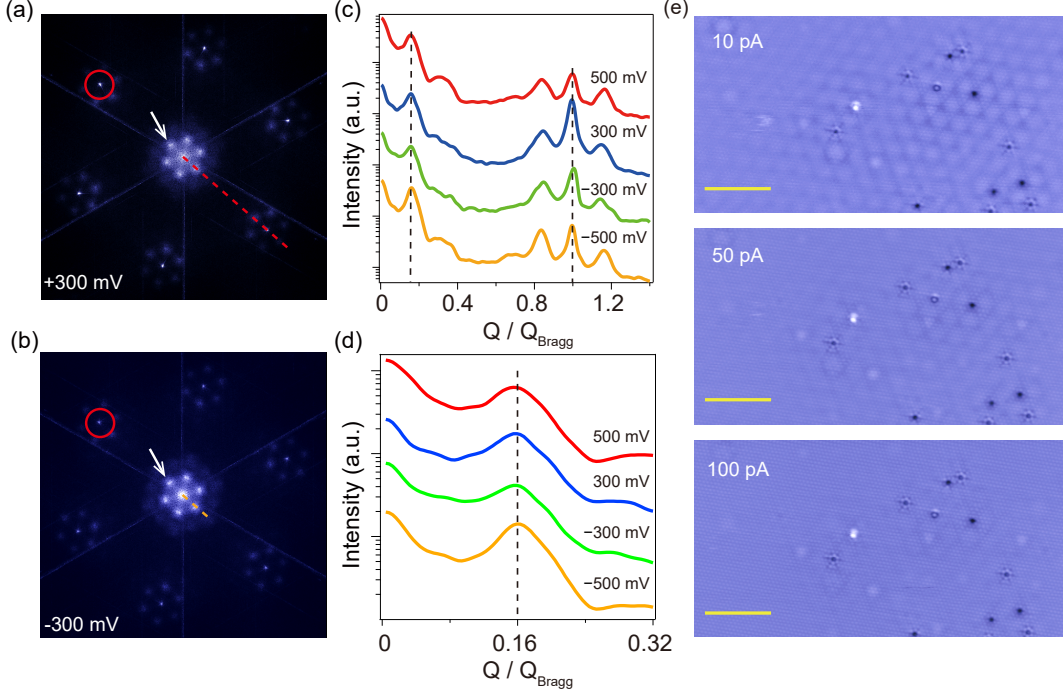 (a)
+300 mV
(b)
-300 mV
(c)
Intensity (a.u.)
500 mV
300 mV
−300 mV
−500 mV
0 0.4 0.8 1.2
Q / Q_Bragg
(d)
Intensity (a.u.)
500 mV
300 mV
−300 mV
−500 mV
0 0.16 0.32
Q / Q_Bragg
(e)
10 pA
50 pA
100 pA